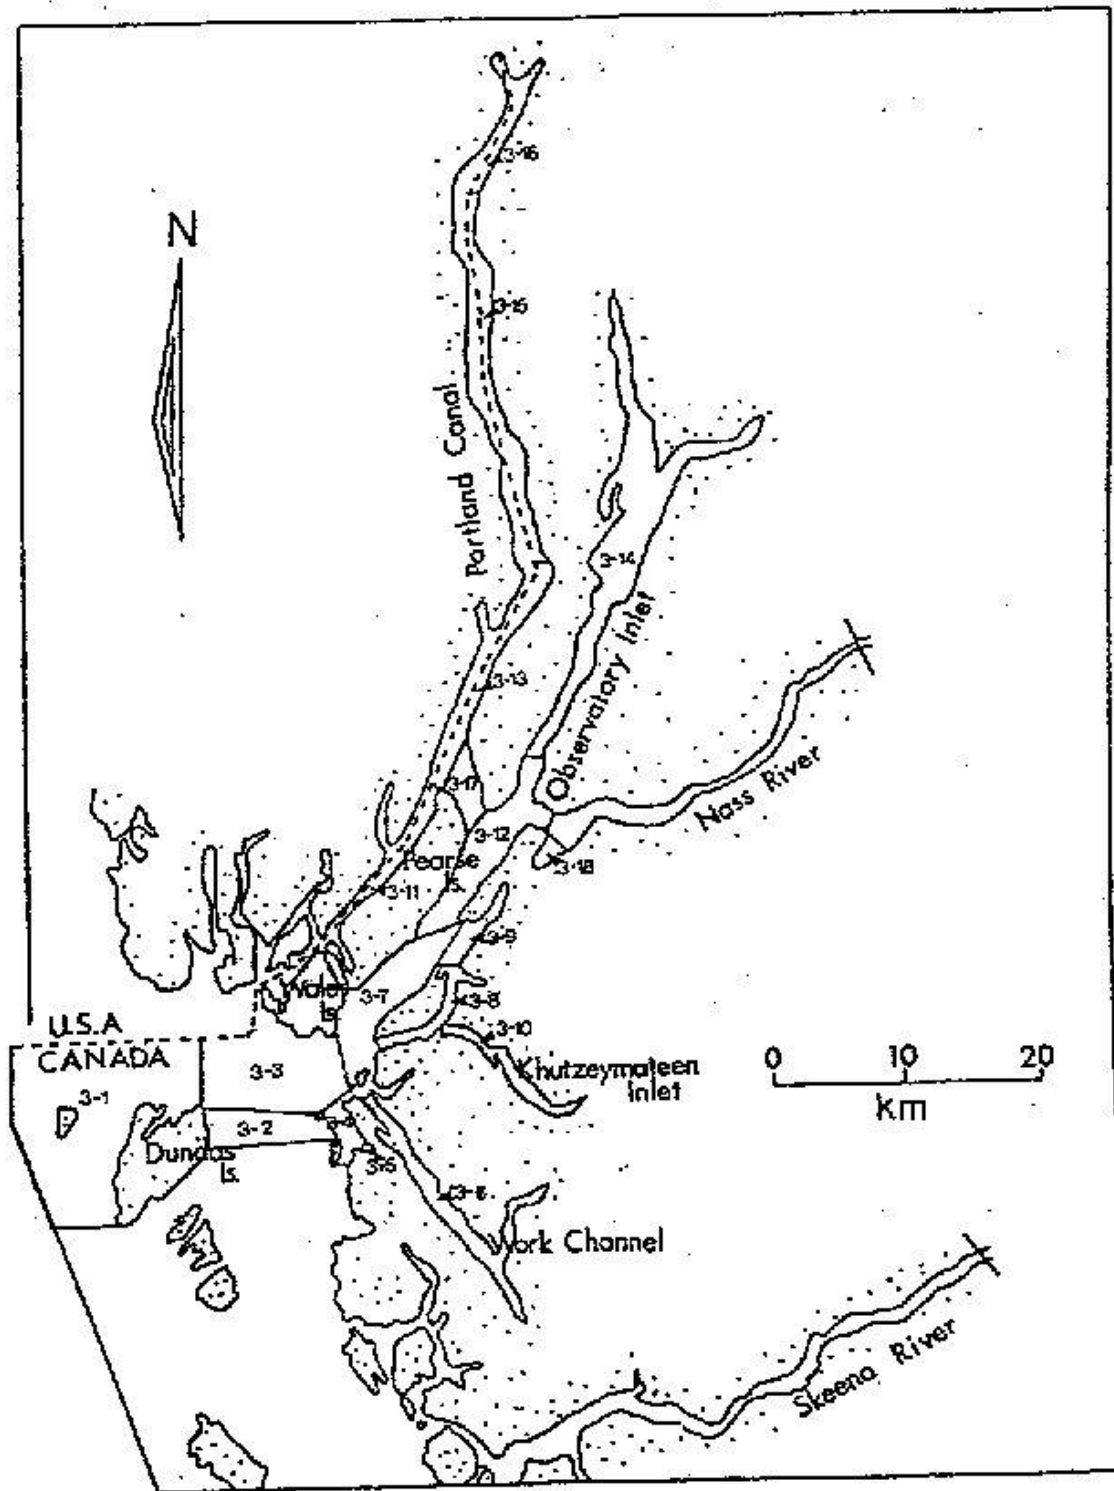 N
3-16
3-15
Portland Canal
3-14
3-13
Observatory Inlet
Nass River
3-17
3-12
Pearse
Is.
3-18
3-11
3-9
Wales
Is.
3-7
3-8
3-10
Khutzeymateen
Inlet
U.S.A
CANADA
3-3
3-1
3-2
Dundas
Is.
3-4
3-5
3-6
Work Channel
Skeena River
0 10 20
km